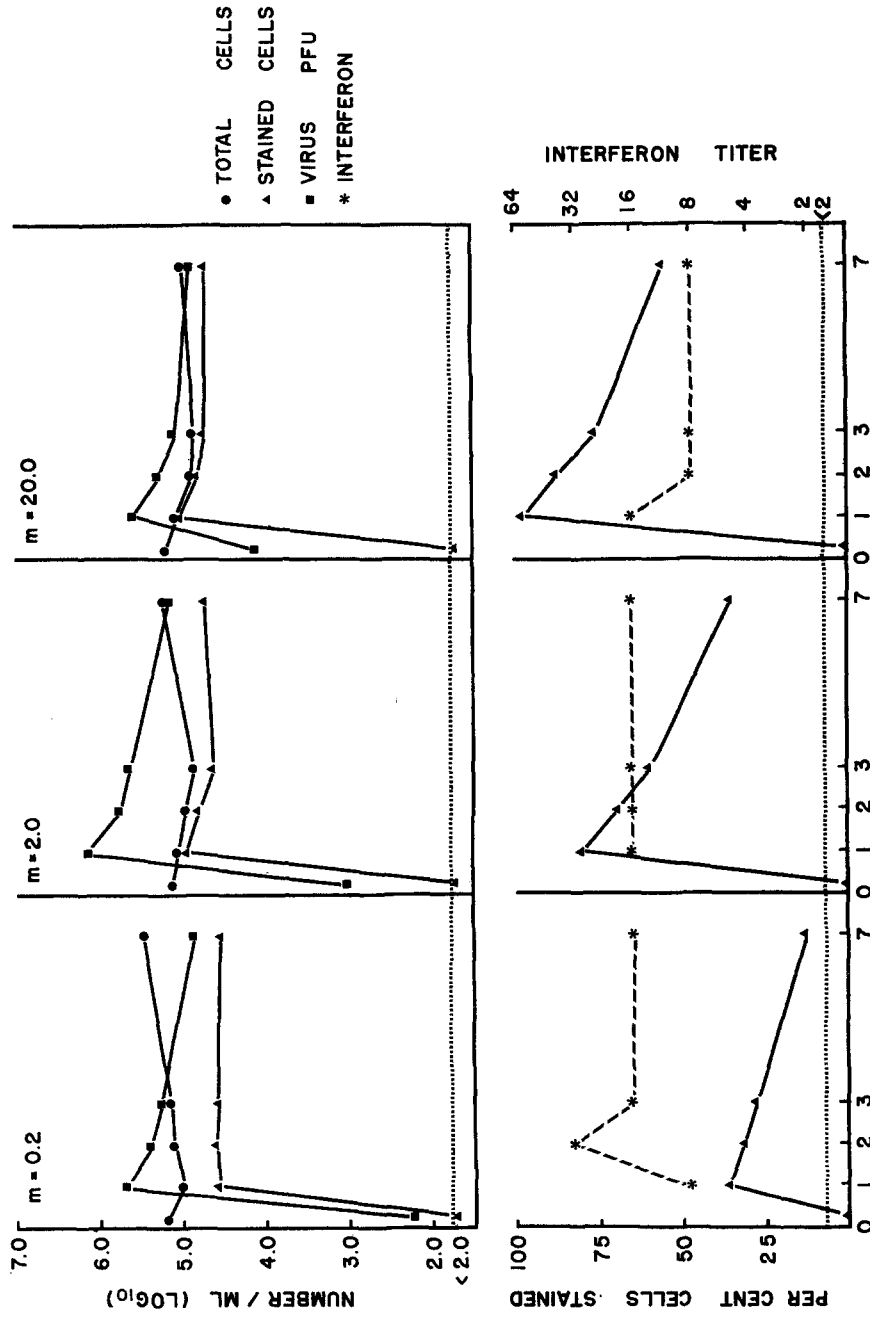 m = 0.2
m = 2.0
m = 20.0
7.0
6.0
5.0
4.0
3.0
2.0
< 2.0
NUMBER / ML (LOG10)
● TOTAL CELLS
▲ STAINED CELLS
■ VIRUS PFU
* INTERFERON
100
75
50
25
PER CENT CELLS STAINED
64
32
16
8
4
2
<2
INTERFERON TITER
0 1 2 3 7
0 1 2 3 7
0 1 2 3 7